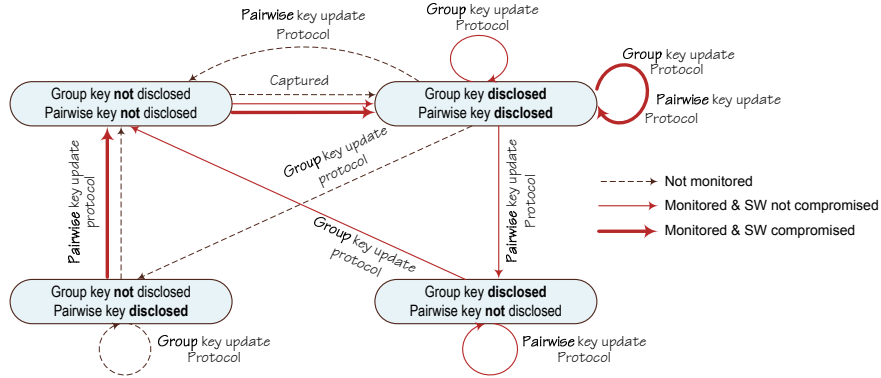 Pairwise key update
Protocol
Group key update
Protocol
Captured
Group key update
Protocol
Pairwise key update
Protocol
Group key not disclosed
Pairwise key not disclosed
Group key disclosed
Pairwise key disclosed
Group key update
protocol
Pairwise key update
protocol
Pairwise key update
Protocol
Not monitored
Monitored & SW not compromised
Monitored & SW compromised
Group key update
protocol
Group key not disclosed
Pairwise key disclosed
Group key disclosed
Pairwise key not disclosed
Group key update
Protocol
Pairwise key update
Protocol